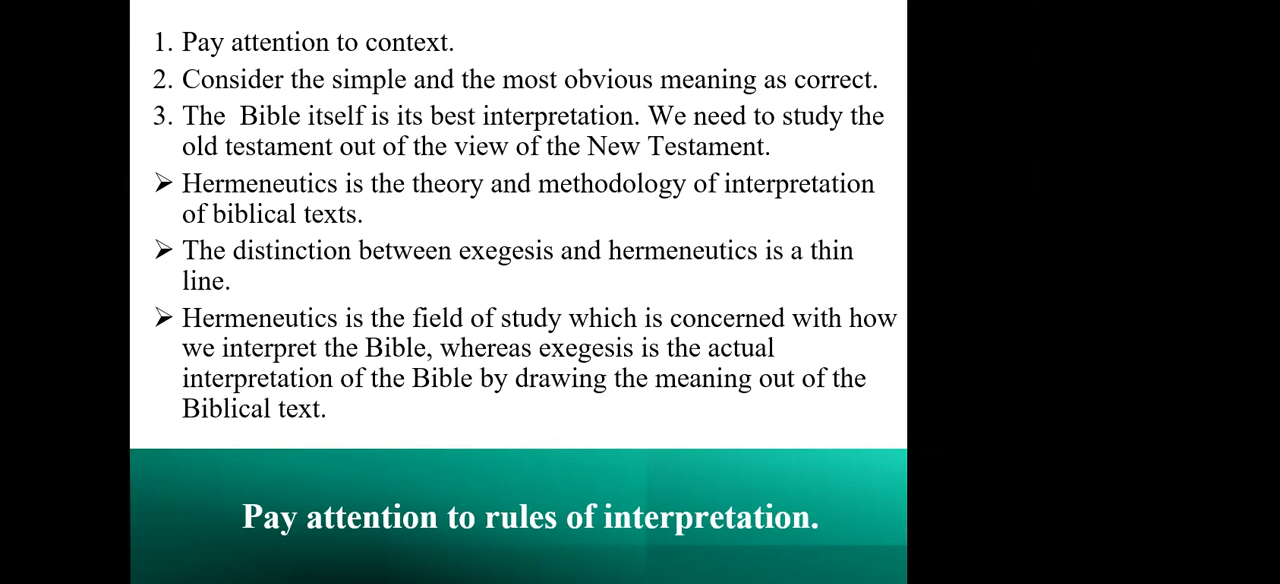 1. Pay attention to context.
2. Consider the simple and the most obvious meaning as correct.
3. The  Bible itself is its best interpretation. We need to study the
old testament out of the view of the New Testament.
➢ Hermeneutics is the theory and methodology of interpretation
of biblical texts.
➢ The distinction between exegesis and hermeneutics is a thin
line.
➢ Hermeneutics is the field of study which is concerned with how
we interpret the Bible, whereas exegesis is the actual
interpretation of the Bible by drawing the meaning out of the
Biblical text.
Pay attention to rules of interpretation.